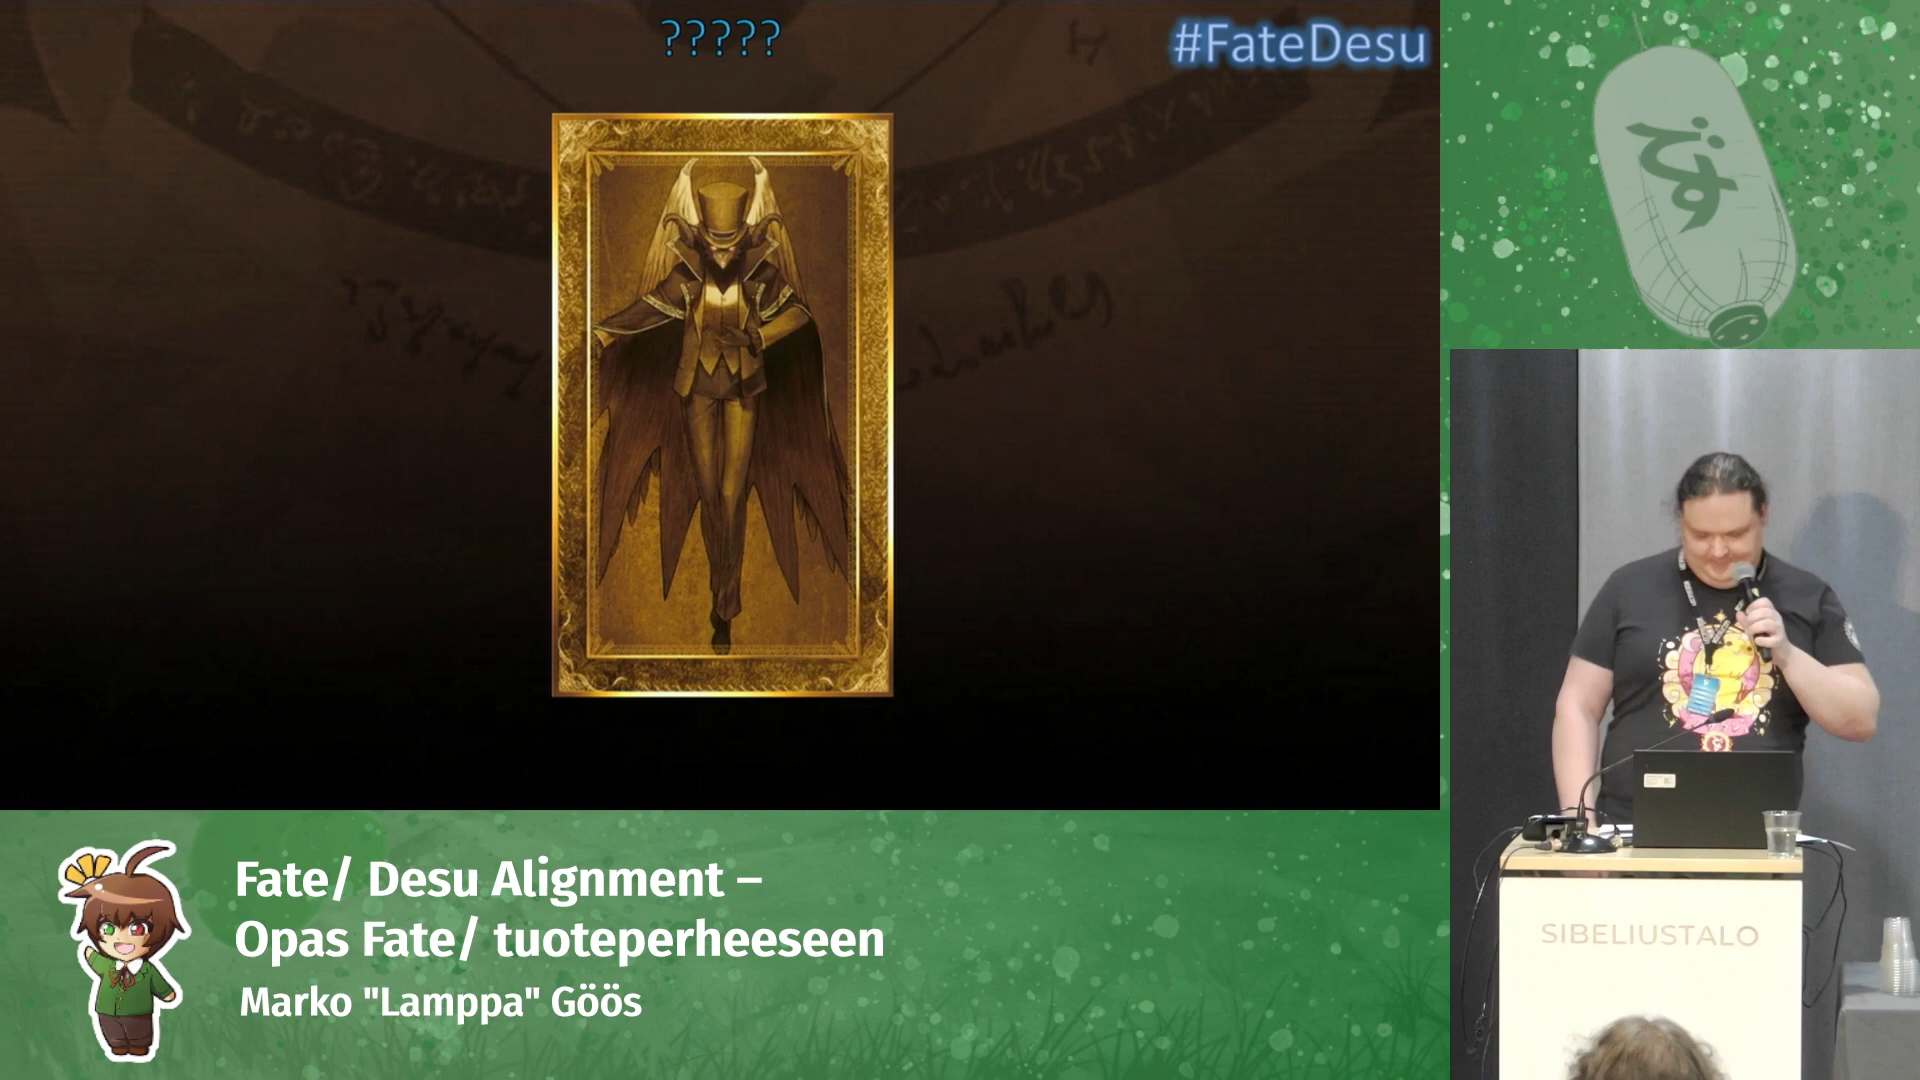 ?????
#FateDesu
Fate/ Desu Alignment –
Opas Fate/ tuoteperheeseen
Marko "Lamppa" Göös
SIBELIUSTALO